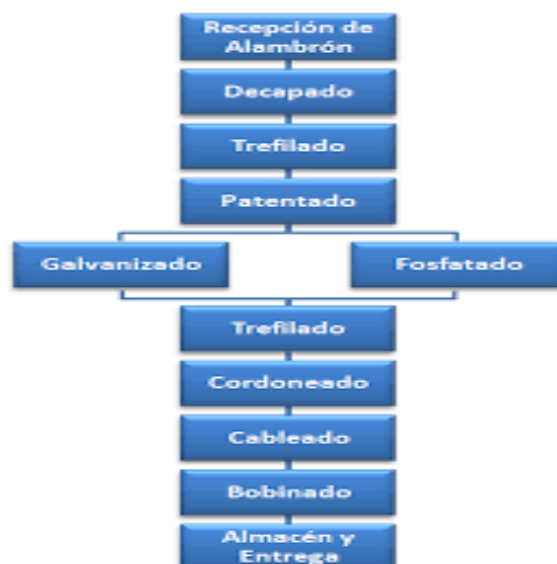 Recepción de
Alambrón
Decapado
Trefilado
Patentado
Galvanizado
Fosfatado
Trefilado
Cordoneado
Cableado
Bobinado
Almacén y
Entrega